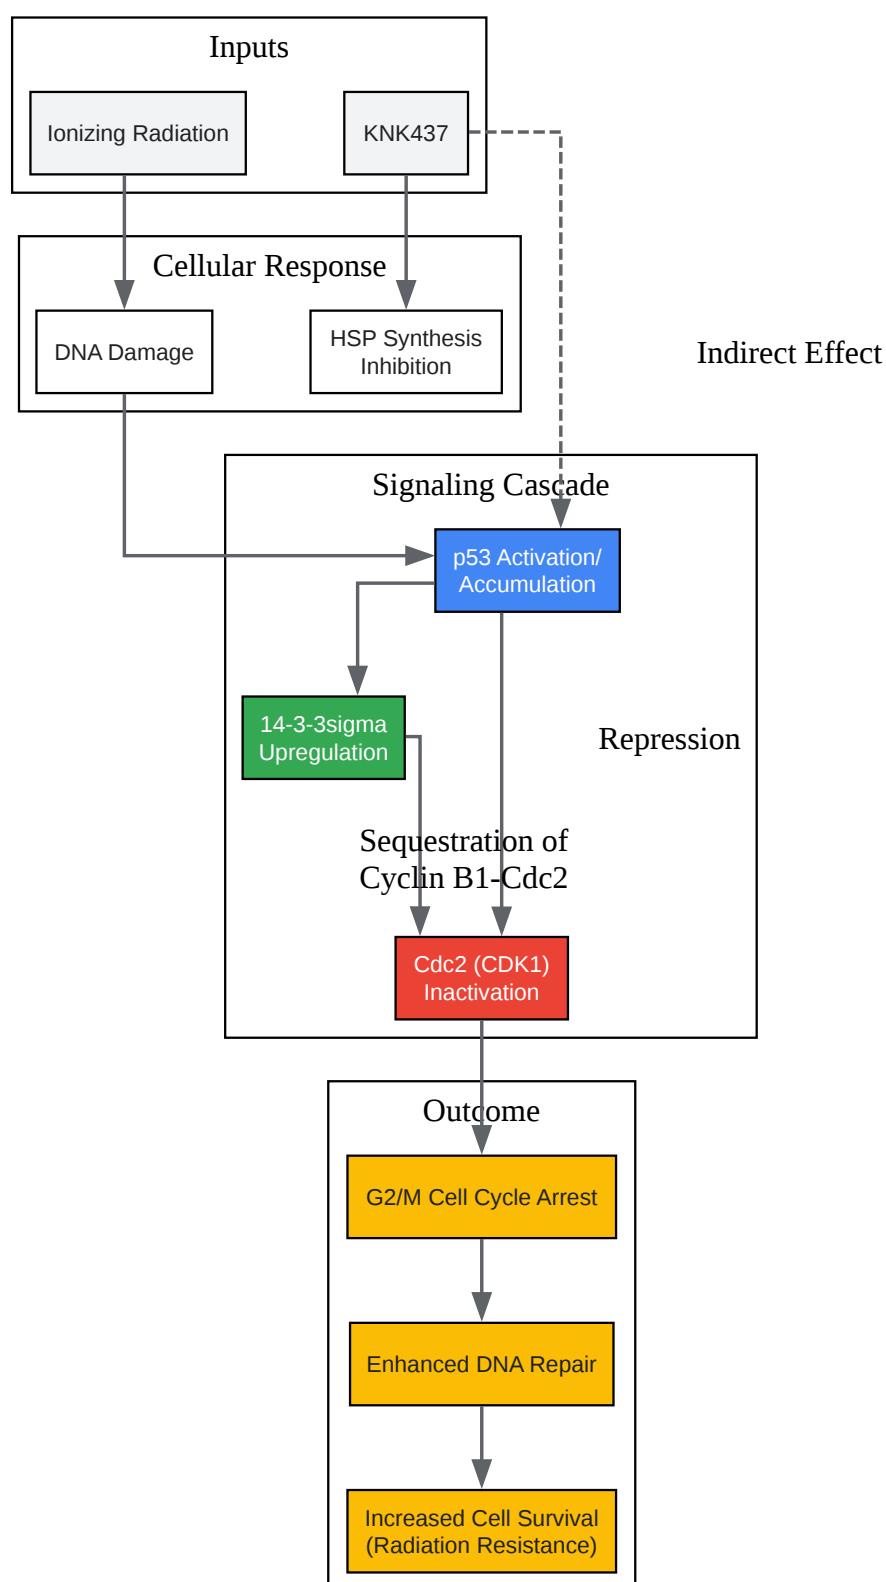 Inputs
Ionizing Radiation
KNK437
Cellular Response
DNA Damage
HSP Synthesis
Inhibition
Indirect Effect
Signaling Cascade
p53 Activation/
Accumulation
14-3-3sigma
Upregulation
Repression
Sequestration of
Cyclin B1-Cdc2
Cdc2 (CDK1)
Inactivation
Outcome
G2/M Cell Cycle Arrest
Enhanced DNA Repair
Increased Cell Survival
(Radiation Resistance)